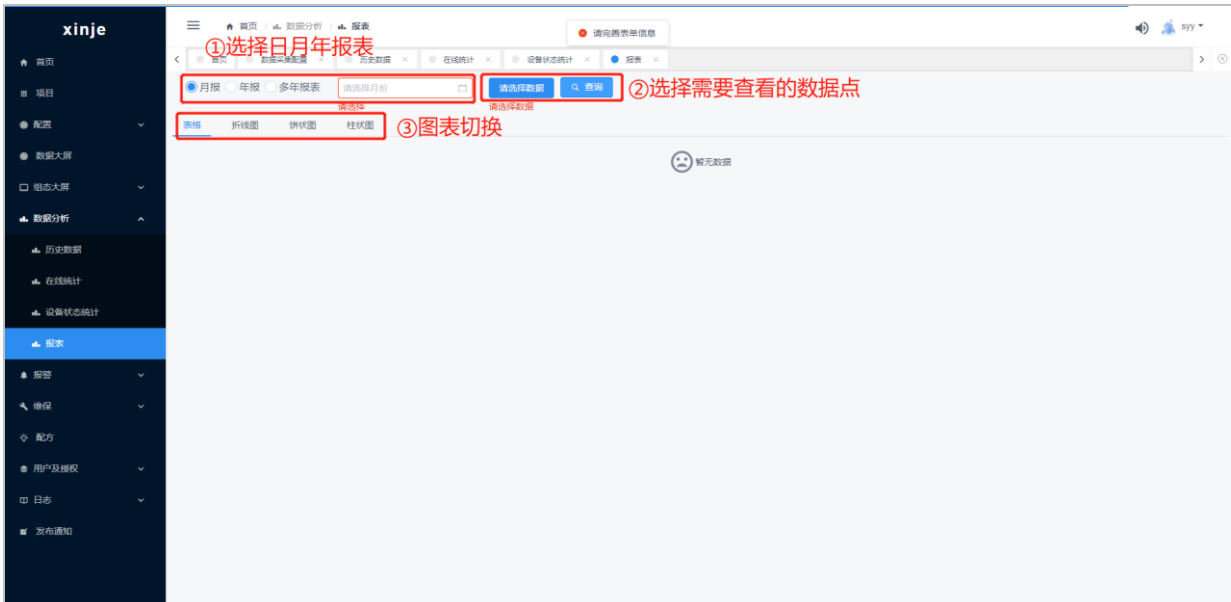 xinje
首页 / 数据分析 / 报表
请完善表单信息
syy
①选择日月年报表
首页
数据采集配置
历史数据
在线统计
设备状态统计
报表
月报 年报 多年报表
请选择月份
请选择数据
查询
②选择需要查看的数据点
请选择
请选择数据
表格
折线图
饼状图
柱状图
③图表切换
暂无数据
首页
项目
配置
数据大屏
组态大屏
数据分析
历史数据
在线统计
设备状态统计
报表
报警
维保
配方
用户及授权
日志
发布通知